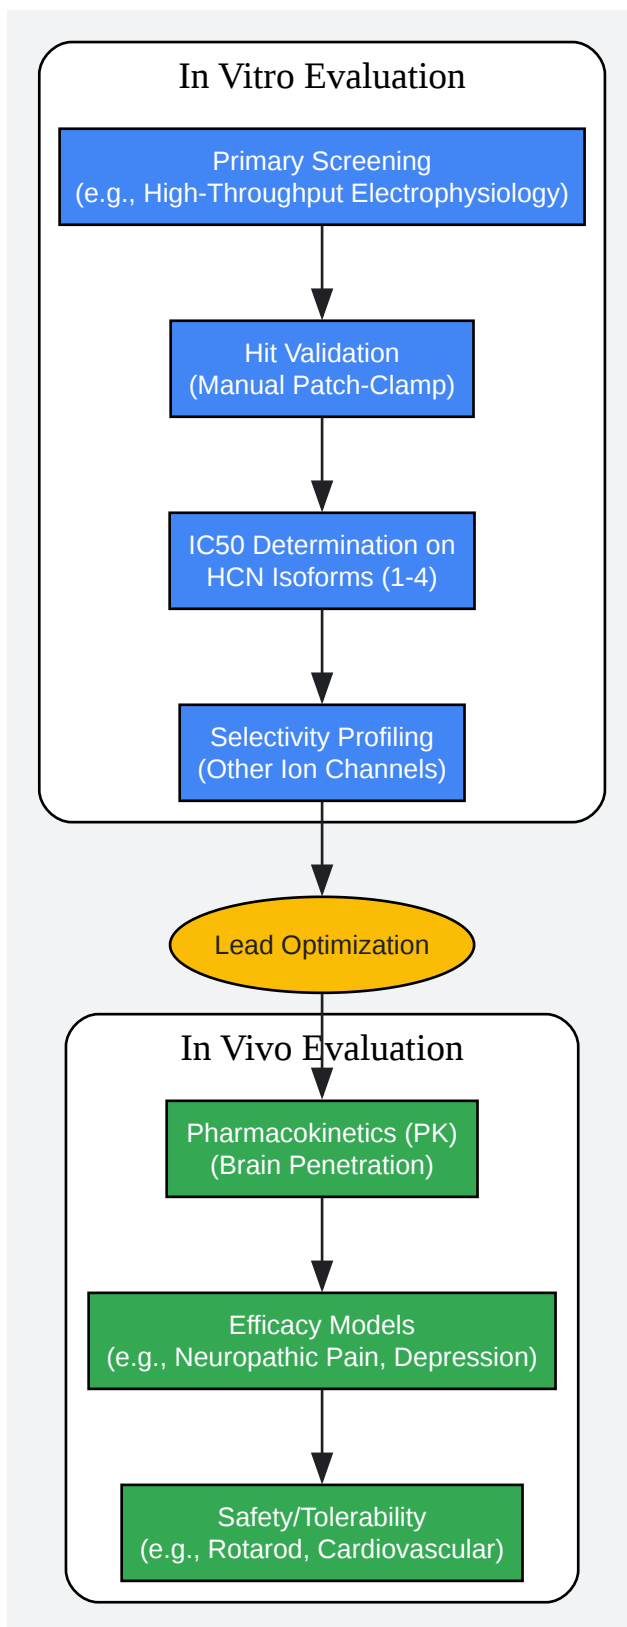 In Vitro Evaluation
Primary Screening
(e.g., High-Throughput Electrophysiology)
Hit Validation
(Manual Patch-Clamp)
IC50 Determination on
HCN Isoforms (1-4)
Selectivity Profiling
(Other Ion Channels)
Lead Optimization
In Vivo Evaluation
Pharmacokinetics (PK)
(Brain Penetration)
Efficacy Models
(e.g., Neuropathic Pain, Depression)
Safety/Tolerability
(e.g., Rotarod, Cardiovascular)